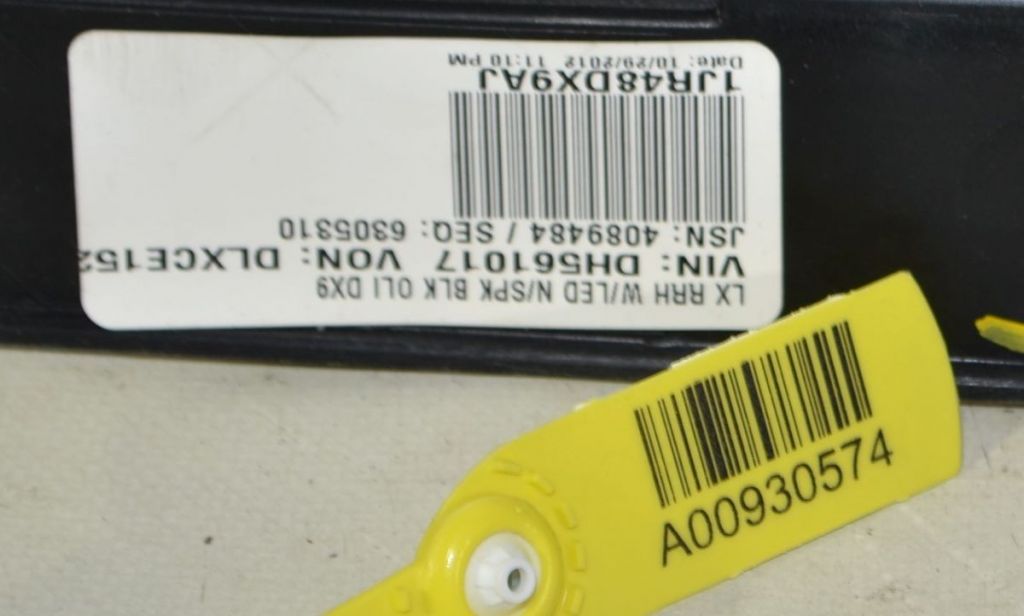 LX RRH W/LED N/SPK BLK OLI DX9
VIN: DH561017 VON: DLXCE152
JSN: 4089484 / SEQ: 6305310
1JR48DX9AJ
Date: 10/29/2012 11:10 PM
A00930574